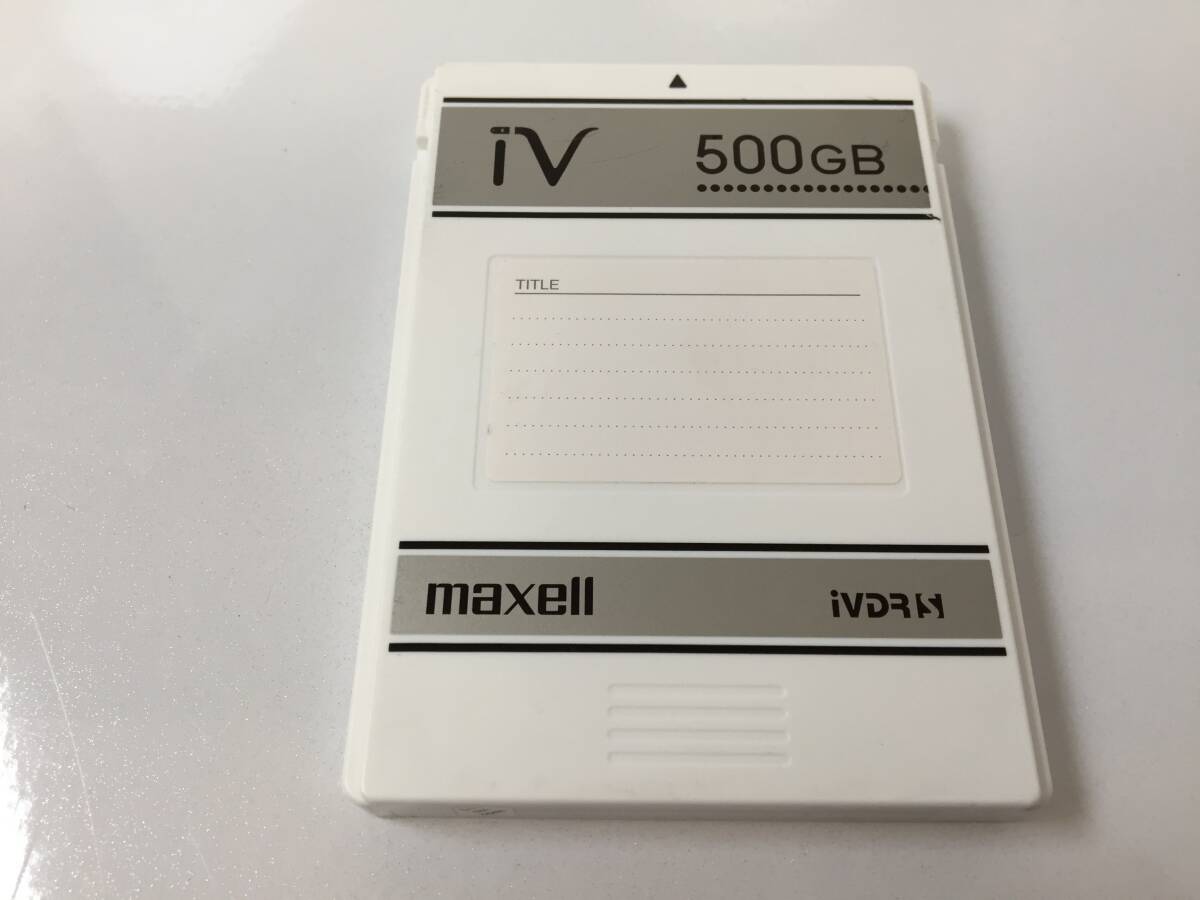 iV 500GB
TITLE
maxell iVDR S